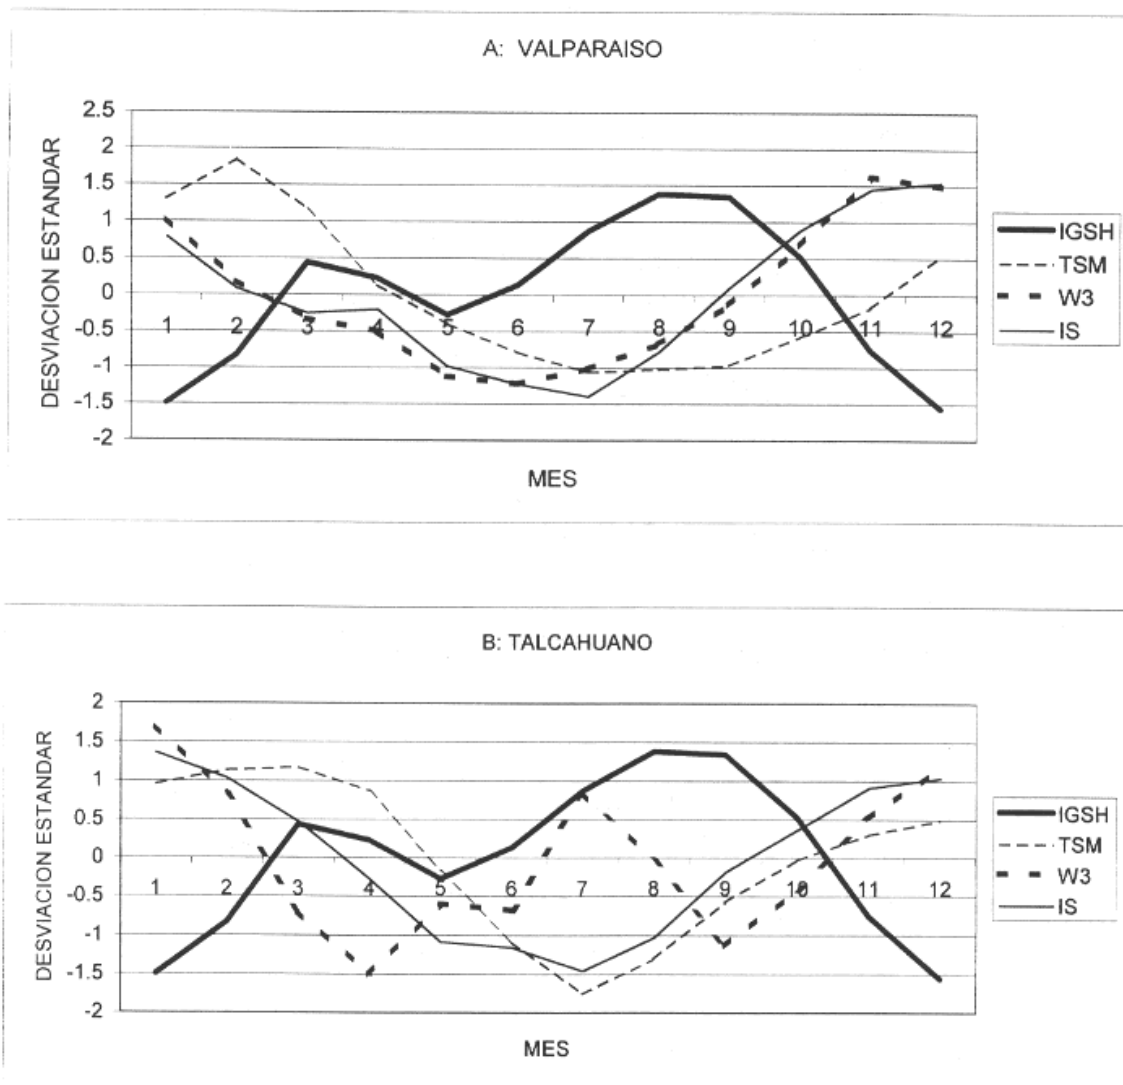 A: VALPARAISO
2.5
2
1.5
1
0.5
0
-0.5
-1
-1.5
-2
DESVIACION ESTANDAR
1 2 3 4 5 6 7 8 9 10 11 12
MES
IGSH
TSM
W3
IS
B: TALCAHUANO
2
1.5
1
0.5
0
-0.5
-1
-1.5
-2
DESVIACION ESTANDAR
1 2 3 4 5 6 7 8 9 10 11 12
MES
IGSH
TSM
W3
IS